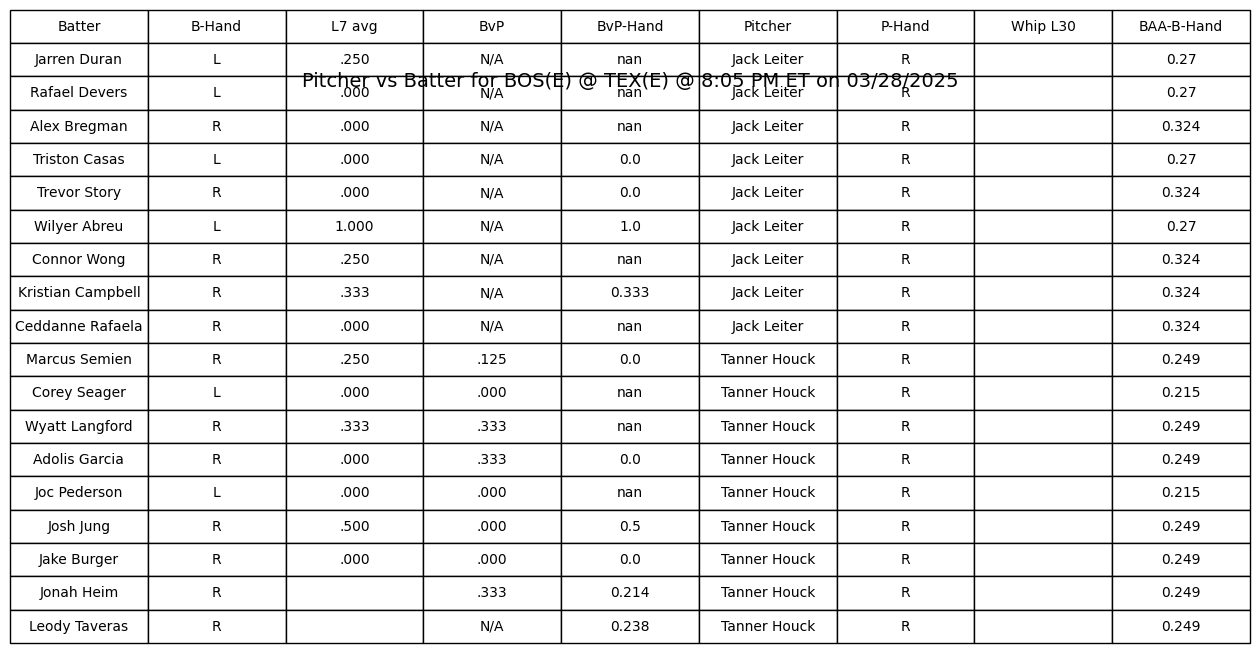 Batter B-Hand L7 avg BvP BvP-Hand Pitcher P-Hand Whip L30 BAA-B-Hand
Jarren Duran L .250 N/A nan Jack Leiter R 0.27
Pitcher vs Batter for BOS(E) @ TEX(E) @ 8:05 PM ET on 03/28/2025
Rafael Devers L .000 N/A nan Jack Leiter R 0.27
Alex Bregman R .000 N/A nan Jack Leiter R 0.324
Triston Casas L .000 N/A 0.0 Jack Leiter R 0.27
Trevor Story R .000 N/A 0.0 Jack Leiter R 0.324
Wilyer Abreu L 1.000 N/A 1.0 Jack Leiter R 0.27
Connor Wong R .250 N/A nan Jack Leiter R 0.324
Kristian Campbell R .333 N/A 0.333 Jack Leiter R 0.324
Ceddanne Rafaela R .000 N/A nan Jack Leiter R 0.324
Marcus Semien R .250 .125 0.0 Tanner Houck R 0.249
Corey Seager L .000 .000 nan Tanner Houck R 0.215
Wyatt Langford R .333 .333 nan Tanner Houck R 0.249
Adolis Garcia R .000 .333 0.0 Tanner Houck R 0.249
Joc Pederson L .000 .000 nan Tanner Houck R 0.215
Josh Jung R .500 .000 0.5 Tanner Houck R 0.249
Jake Burger R .000 .000 0.0 Tanner Houck R 0.249
Jonah Heim R .333 0.214 Tanner Houck R 0.249
Leody Taveras R N/A 0.238 Tanner Houck R 0.249